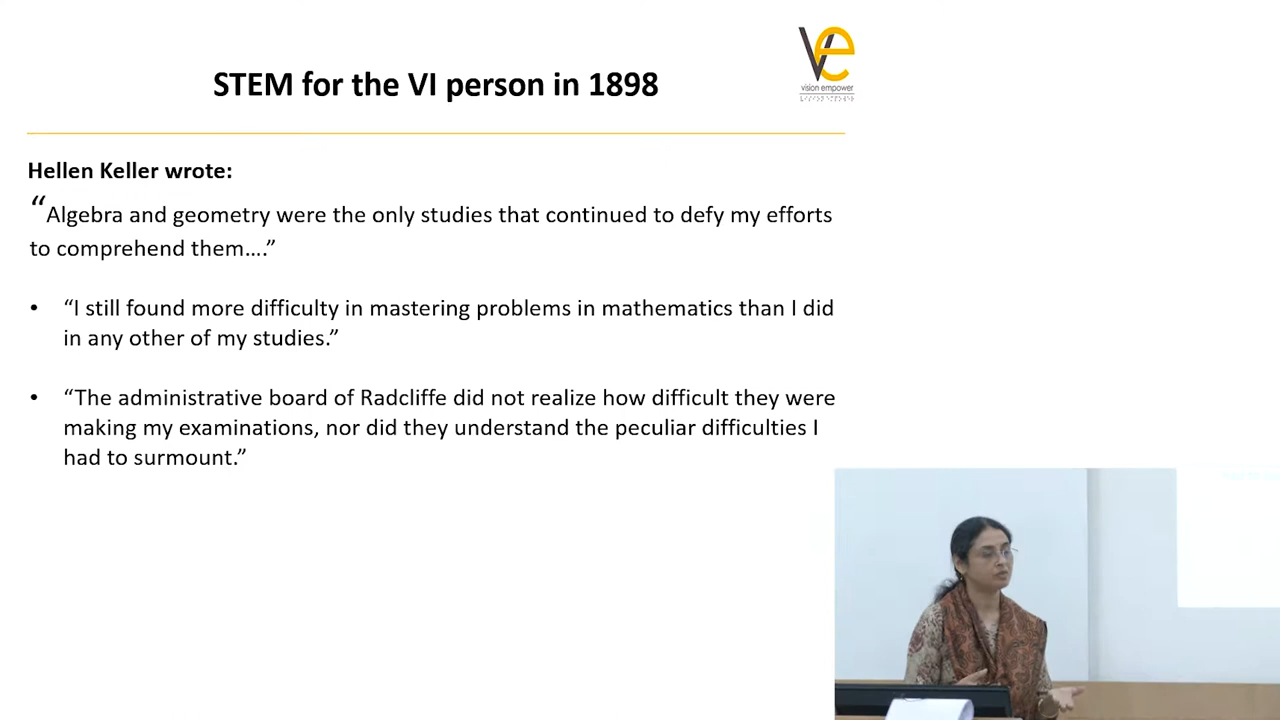 STEM for the VI person in 1898
vision empower
Hellen Keller wrote:
“Algebra and geometry were the only studies that continued to defy my efforts
to comprehend them….”
• “I still found more difficulty in mastering problems in mathematics than I did
in any other of my studies.”
• “The administrative board of Radcliffe did not realize how difficult they were
making my examinations, nor did they understand the peculiar difficulties I
had to surmount.”